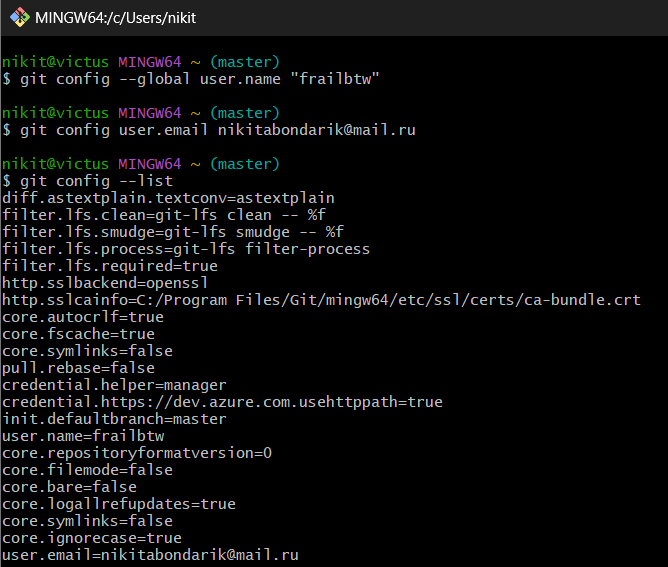 MINGW64:/c/Users/nikit
nikit@victus MINGW64 ~ (master)
$ git config --global user.name "frailbtw"
nikit@victus MINGW64 ~ (master)
$ git config user.email nikitabondarik@mail.ru
nikit@victus MINGW64 ~ (master)
$ git config --list
diff.astextplain.textconv=astextplain
filter.lfs.clean=git-lfs clean -- %f
filter.lfs.smudge=git-lfs smudge -- %f
filter.lfs.process=git-lfs filter-process
filter.lfs.required=true
http.sslbackend=openssl
http.sslcainfo=C:/Program Files/Git/mingw64/etc/ssl/certs/ca-bundle.crt
core.autocrlf=true
core.fscache=true
core.symlinks=false
pull.rebase=false
credential.helper=manager
credential.https://dev.azure.com.usehttppath=true
init.defaultbranch=master
user.name=frailbtw
core.repositoryformatversion=0
core.filemode=false
core.bare=false
core.logallrefupdates=true
core.symlinks=false
core.ignorecase=true
user.email=nikitabondarik@mail.ru